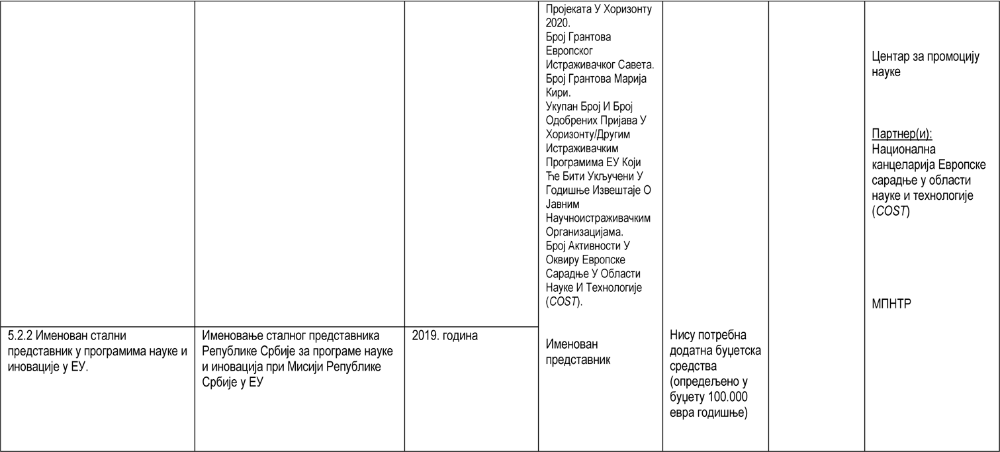 Пројеката У Хоризонту
2020.
Број Грантова
Европског
Истраживачког Савета.
Број Грантова Марија
Кири.
Укупан Број И Број
Одобрених Пријава У
Хоризонту/Другим
Истраживачким
Програмима ЕУ Који
Ће Бити Укључени У
Годишње Извештаје О
Јавним
Научноистраживачким
Организацијама.
Број Активности У
Оквиру Европске
Сарадње У Области
Науке И Технологије
(COST).
Центар за промоцију
науке
Партнер(и):
Национална
канцеларија Европске
сарадње у области
науке и технологије
(COST)
МПНТР
5.2.2 Именован стални
представник у програмима науке и
иновације у ЕУ.
Именовање сталног представника
Републике Србије за програме науке
и иновација при Мисији Републике
Србије у ЕУ
2019. година
Именован
представник
Нису потребна
додатна буџетска
средства
(опредељено у
буџету 100.000
евра годишње)